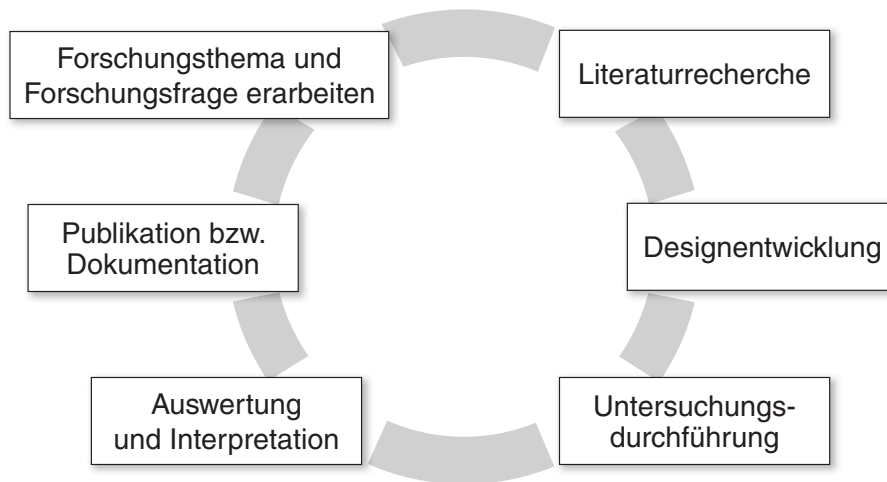 Forschungsthema und
Forschungsfrage erarbeiten
Literaturrecherche
Designentwicklung
Untersuchungs-
durchführung
Auswertung
und Interpretation
Publikation bzw.
Dokumentation